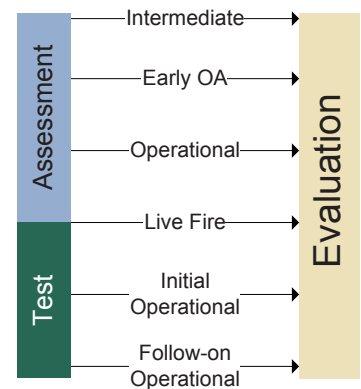 Assessment
Test
Intermediate
Early OA
Operational
Live Fire
Initial
Operational
Follow-on
Operational
Evaluation